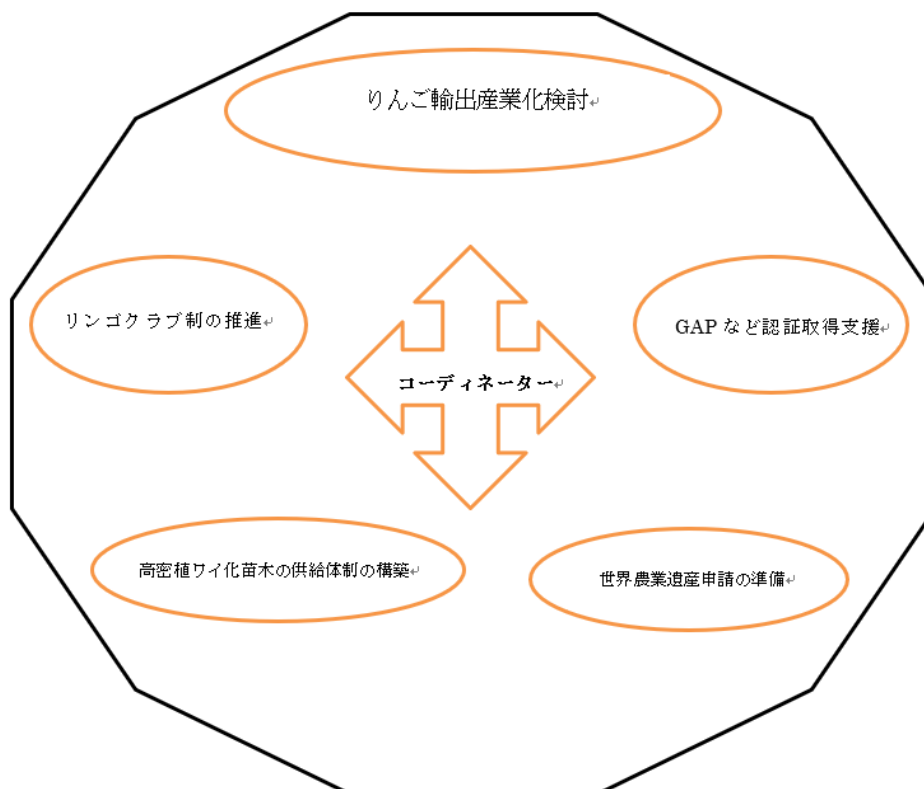 りんご輸出産業化検討↵
リンゴクラブ制の推進↵
GAP など認証取得支援↵
コーディネーター↵
高密植ワイ化苗木の供給体制の構築↵
世界農業遺産申請の準備↵